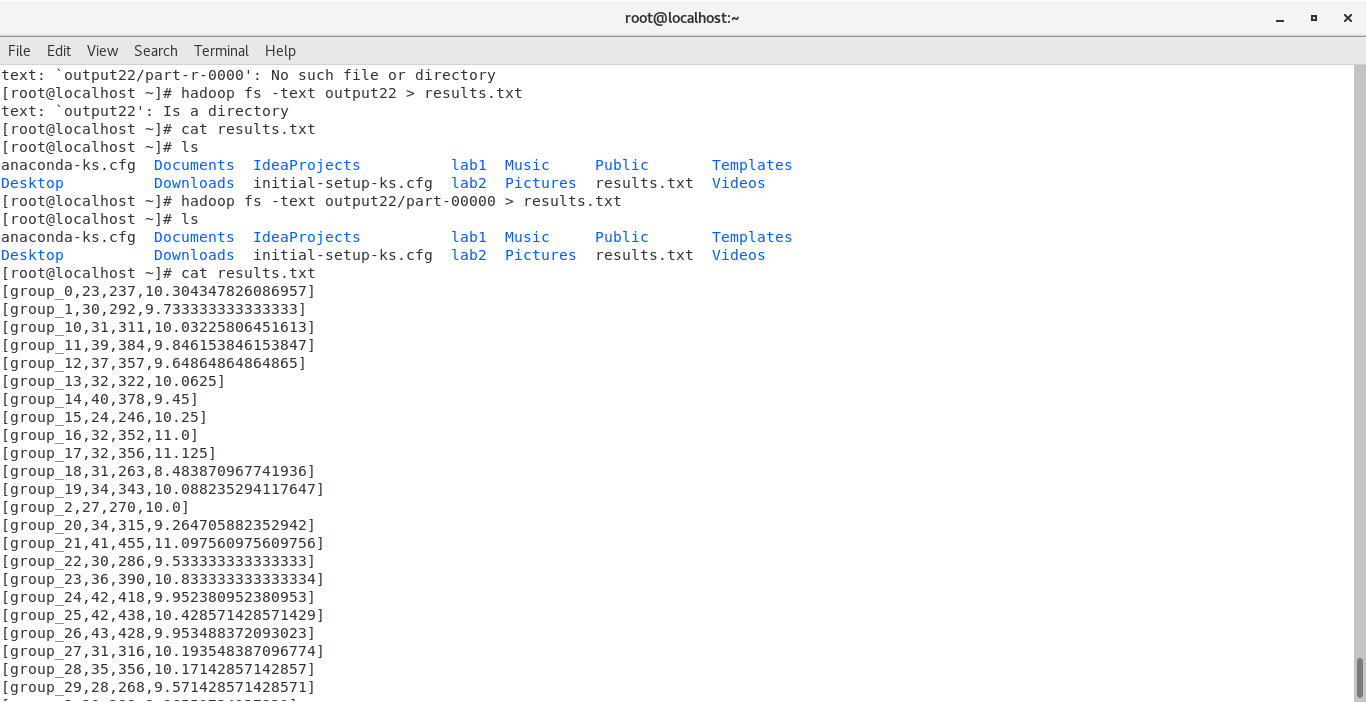 root@localhost:~
File Edit View Search Terminal Help
text: `output22/part-r-0000': No such file or directory
[root@localhost ~]# hadoop fs -text output22 > results.txt
text: `output22': Is a directory
[root@localhost ~]# cat results.txt
[root@localhost ~]# ls
anaconda-ks.cfg  Documents  IdeaProjects          lab1  Music     Public       Templates
Desktop          Downloads  initial-setup-ks.cfg  lab2  Pictures  results.txt  Videos
[root@localhost ~]# hadoop fs -text output22/part-00000 > results.txt
[root@localhost ~]# ls
anaconda-ks.cfg  Documents  IdeaProjects          lab1  Music     Public       Templates
Desktop          Downloads  initial-setup-ks.cfg  lab2  Pictures  results.txt  Videos
[root@localhost ~]# cat results.txt
[group_0,23,237,10.304347826086957]
[group_1,30,292,9.733333333333333]
[group_10,31,311,10.03225806451613]
[group_11,39,384,9.846153846153847]
[group_12,37,357,9.64864864864865]
[group_13,32,322,10.0625]
[group_14,40,378,9.45]
[group_15,24,246,10.25]
[group_16,32,352,11.0]
[group_17,32,356,11.125]
[group_18,31,263,8.483870967741936]
[group_19,34,343,10.088235294117647]
[group_2,27,270,10.0]
[group_20,34,315,9.264705882352942]
[group_21,41,455,11.097560975609756]
[group_22,30,286,9.533333333333333]
[group_23,36,390,10.833333333333334]
[group_24,42,418,9.952380952380953]
[group_25,42,438,10.428571428571429]
[group_26,43,428,9.953488372093023]
[group_27,31,316,10.193548387096774]
[group_28,35,356,10.17142857142857]
[group_29,28,268,9.571428571428571]